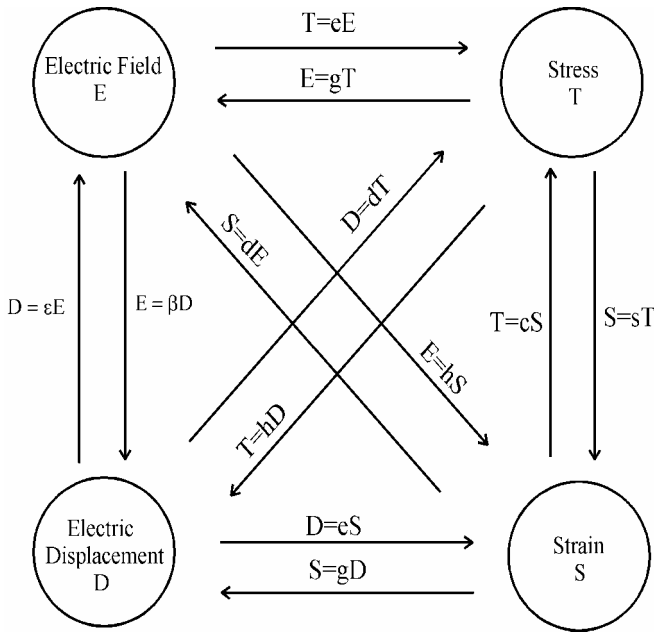 T=eE
Electric Field
E
E=gT
Stress
T
D=dT
S=dE
D = εE
E = βD
T=cS
S=sT
E=hS
T=hD
Electric
Displacement
D
D=eS
S=gD
Strain
S